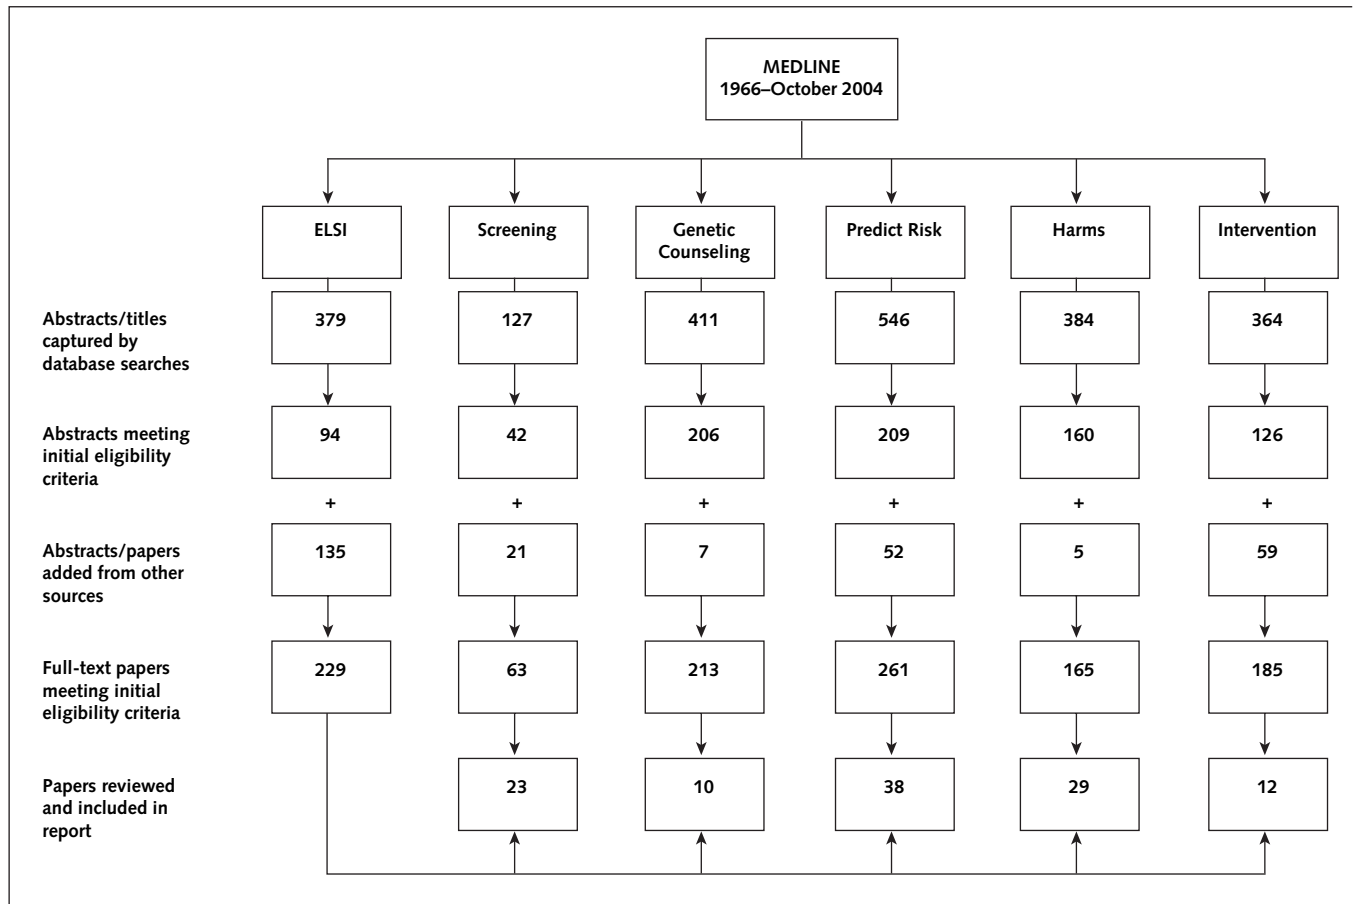 MEDLINE
1966–October 2004
ELSI
Screening
Genetic
Counseling
Predict Risk
Harms
Intervention
Abstracts/titles
captured by
database searches
379
127
411
546
384
364
Abstracts meeting
initial eligibility
criteria
94
42
206
209
160
126
+
+
+
+
+
+
Abstracts/papers
added from other
sources
135
21
7
52
5
59
Full-text papers
meeting initial
eligibility criteria
229
63
213
261
165
185
Papers reviewed
and included in
report
23
10
38
29
12